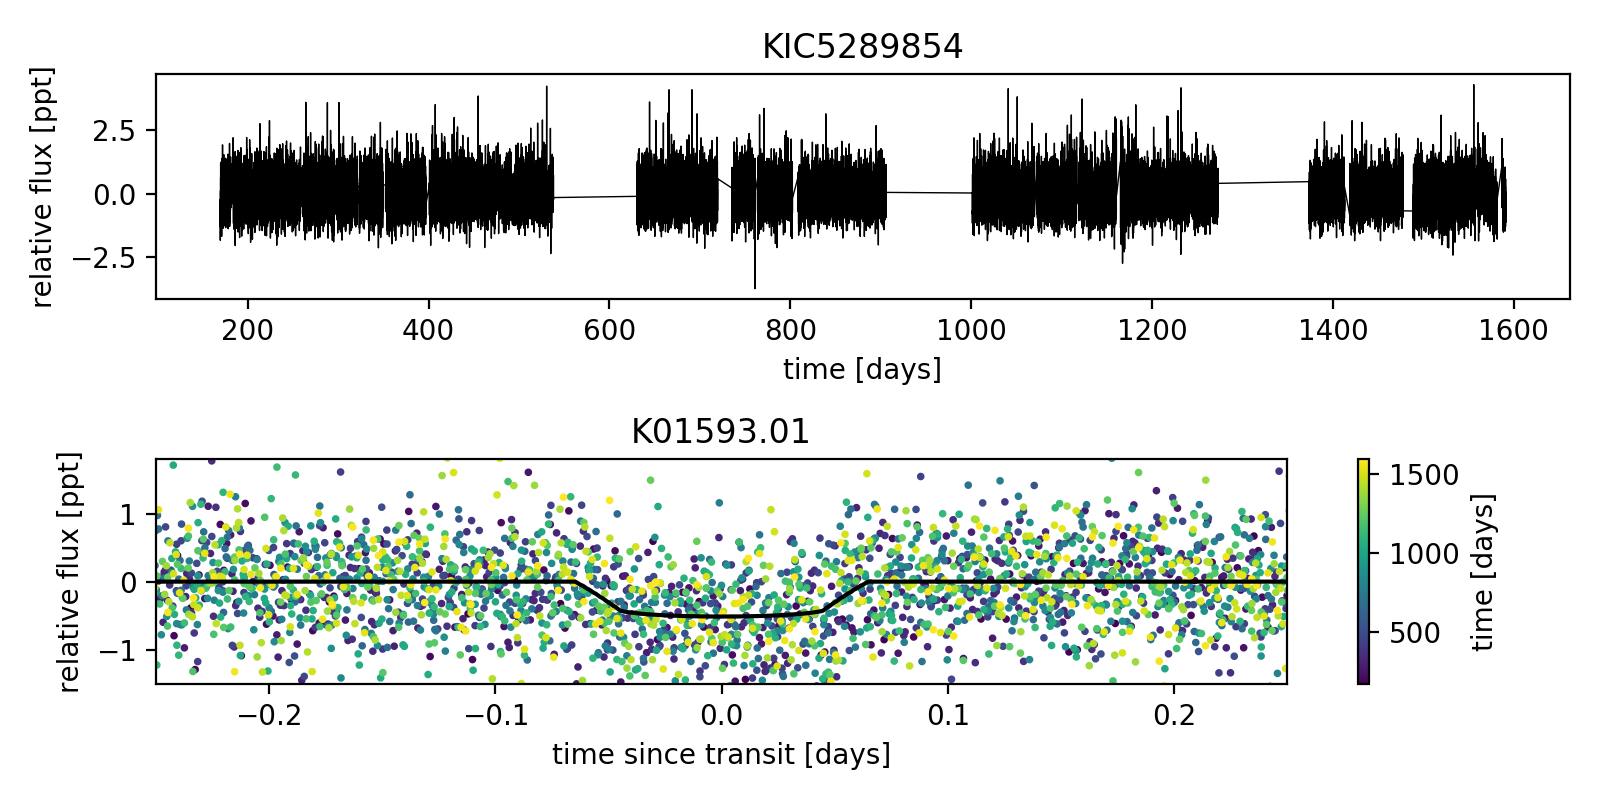 KIC5289854
relative flux [ppt]
2.5
0.0
−2.5
200 400 600 800 1000 1200 1400 1600
time [days]
K01593.01
relative flux [ppt]
1
0
−1
−0.2 −0.1 0.0 0.1 0.2
time since transit [days]
1500
1000
500
time [days]